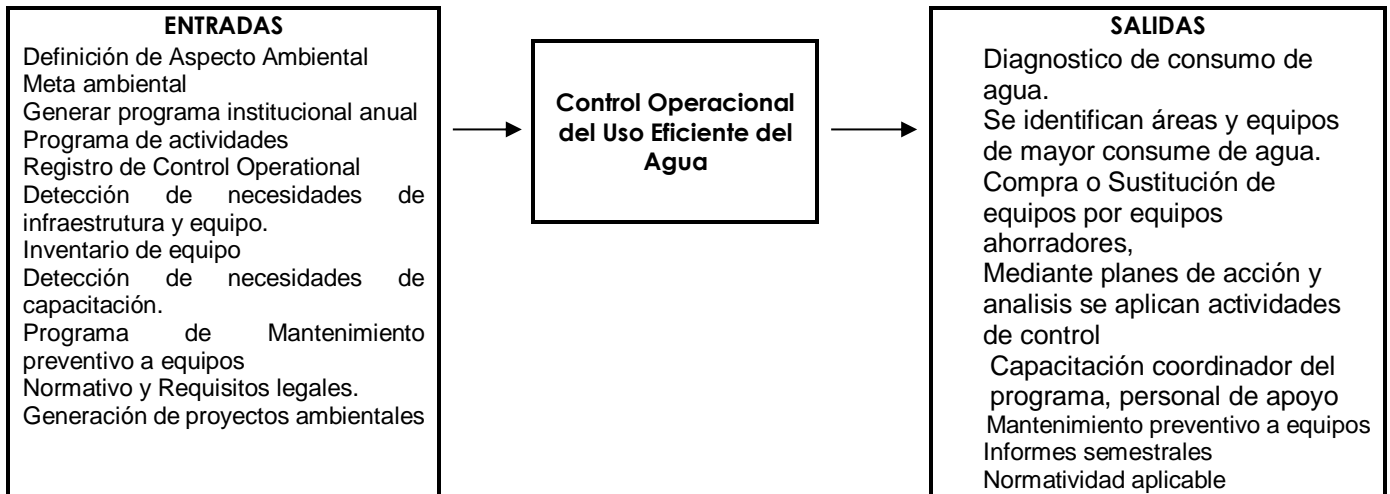 ENTRADAS
Definición de Aspecto Ambiental
Meta ambiental
Generar programa institucional anual
Programa de actividades
Registro de Control Operational
Detección de necesidades de
infraestrutura y equipo.
Inventario de equipo
Detección de necesidades de
capacitación.
Programa de Mantenimiento
preventivo a equipos
Normativo y Requisitos legales.
Generación de proyectos ambientales
Control Operacional
del Uso Eficiente del
Agua
SALIDAS
Diagnostico de consumo de
agua.
Se identifican áreas y equipos
de mayor consume de agua.
Compra o Sustitución de
equipos por equipos
ahorradores,
Mediante planes de acción y
analisis se aplican actividades
de control
Capacitación coordinador del
programa, personal de apoyo
Mantenimiento preventivo a equipos
Informes semestrales
Normatividad aplicable